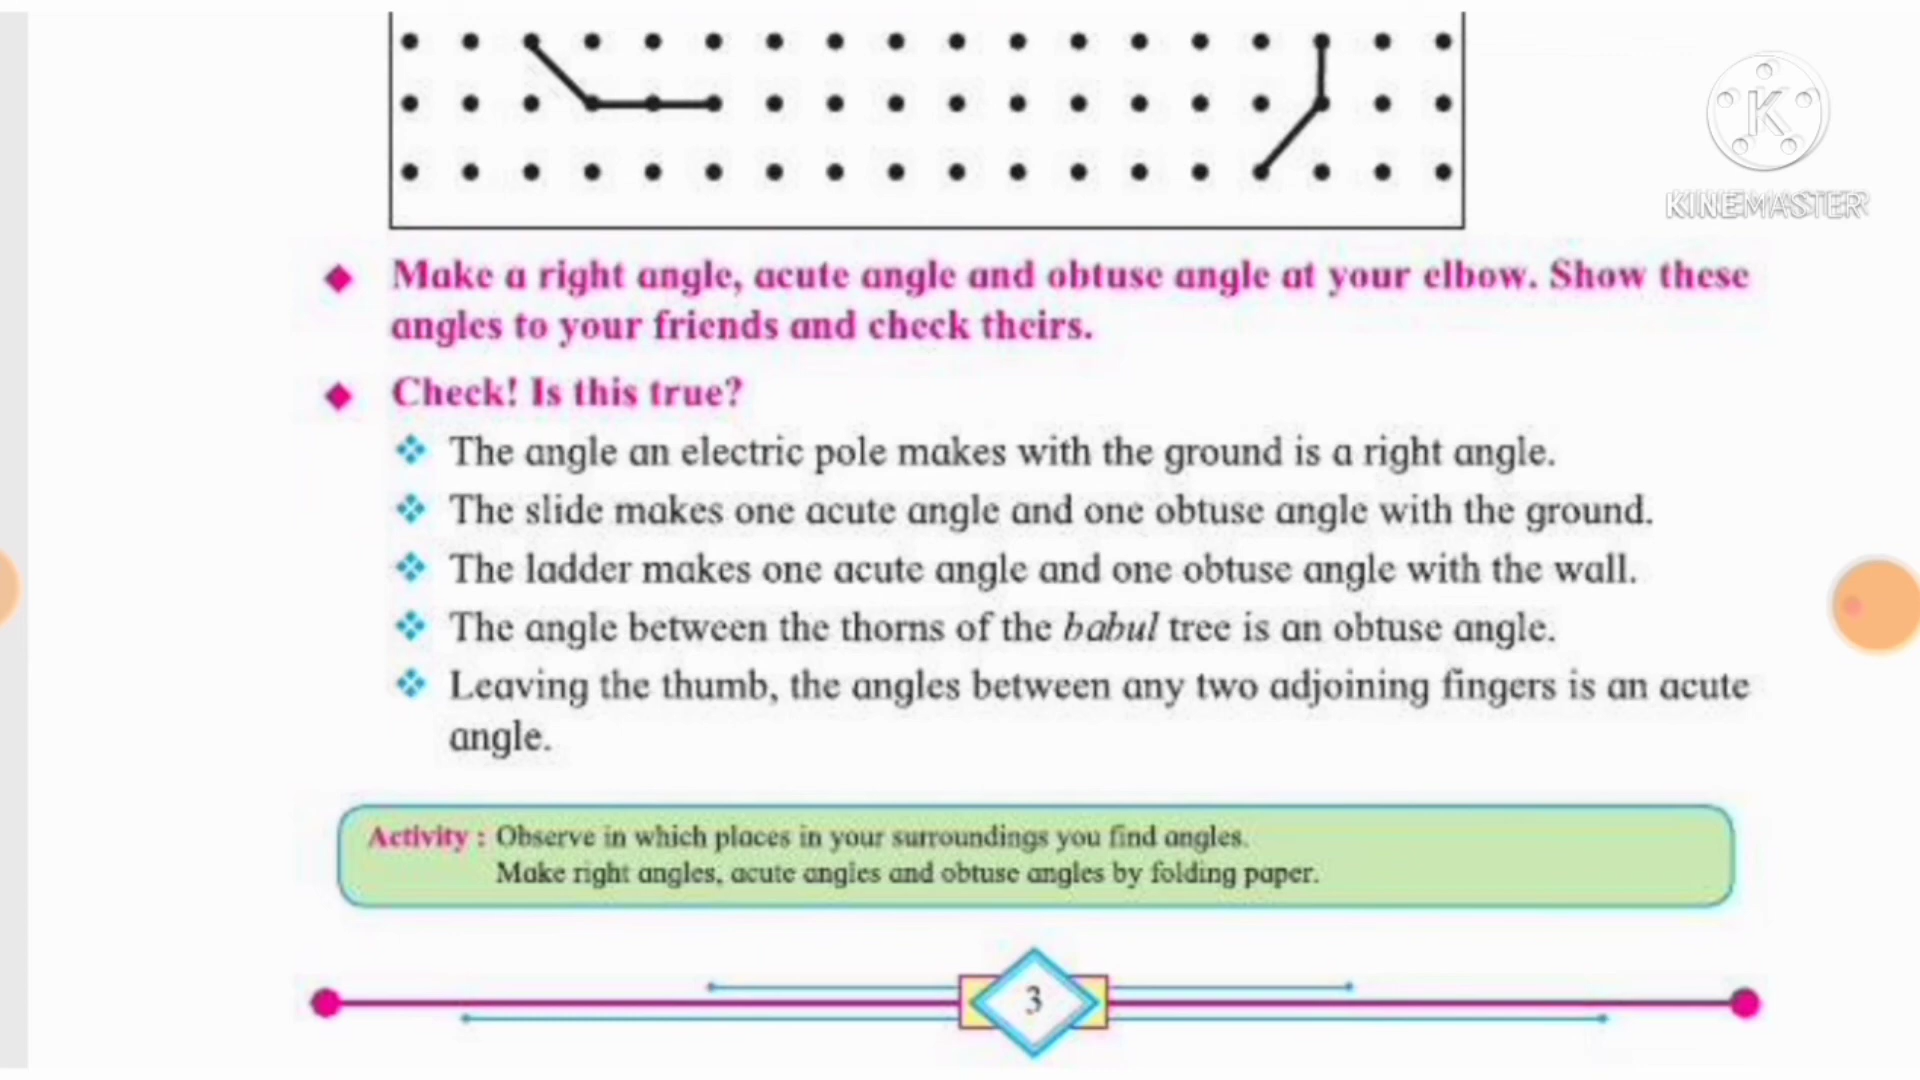 K
KINEMASTER
Make a right angle, acute angle and obtuse angle at your elbow. Show these
angles to your friends and check theirs.
Check! Is this true?
The angle an electric pole makes with the ground is a right angle.
The slide makes one acute angle and one obtuse angle with the ground.
The ladder makes one acute angle and one obtuse angle with the wall.
The angle between the thorns of the babul tree is an obtuse angle.
Leaving the thumb, the angles between any two adjoining fingers is an acute
angle.
Activity : Observe in which places in your surroundings you find angles.
Make right angles, acute angles and obtuse angles by folding paper.
3